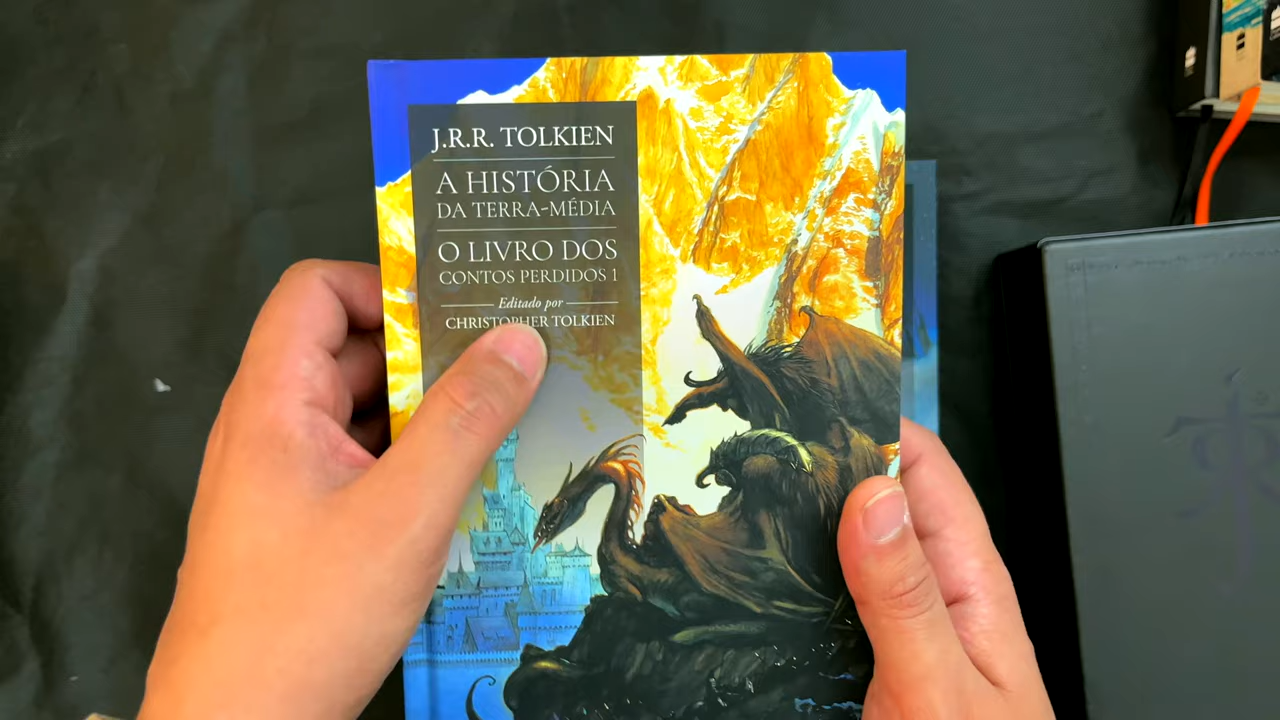 J.R.R. TOLKIEN
A HISTÓRIA
DA TERRA-MÉDIA
O LIVRO DOS
CONTOS PERDIDOS 1
Editado por
CHRISTOPHER TOLKIEN